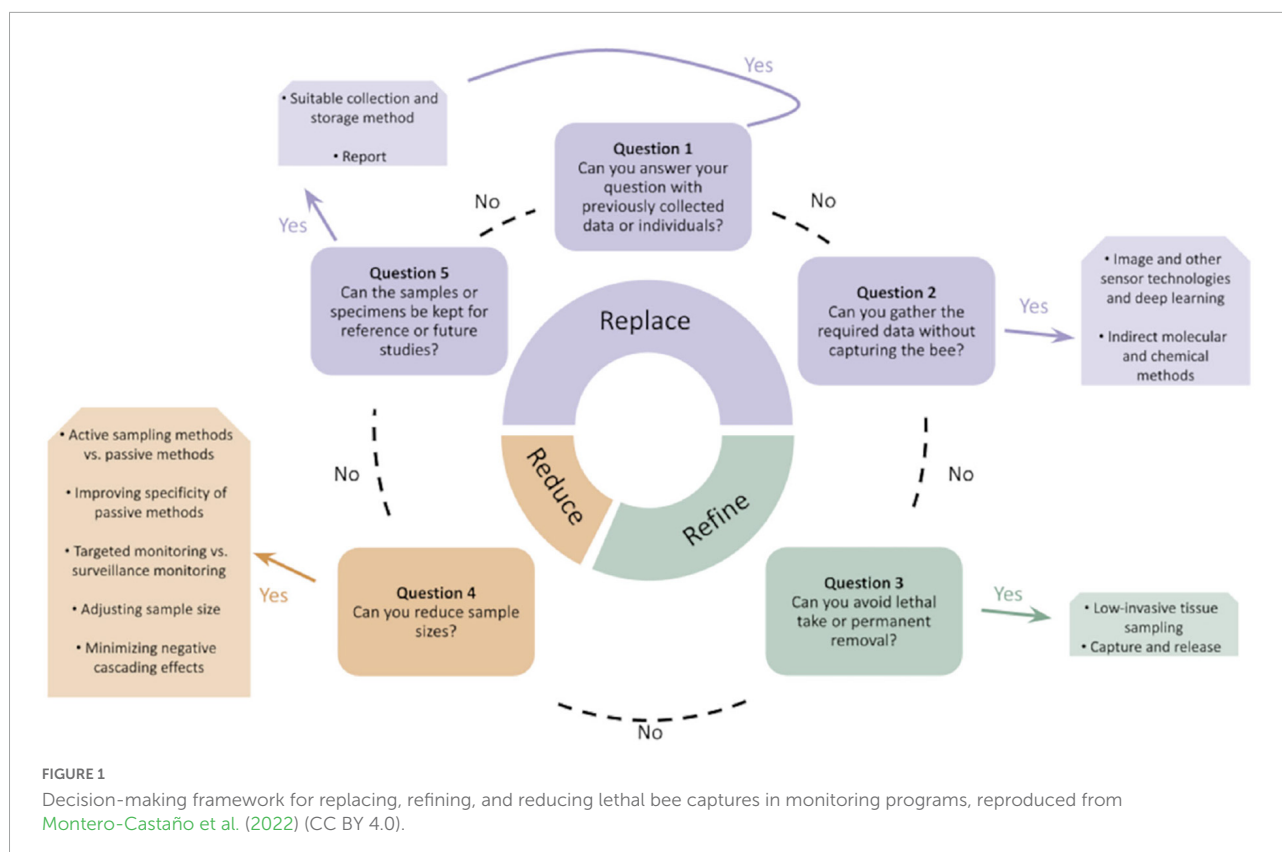 Yes
• Suitable collection and
storage method
• Report
Question 1
Can you answer your
question with
previously collected
data or individuals?
No
No
Yes
Question 5
Can the samples or
specimens be kept for
reference or future
studies?
Question 2
Can you gather the
required data without
capturing the bee?
Yes
• Image and other
sensor technologies
and deep learning
• Indirect molecular
and chemical
methods
Replace
Reduce
Refine
• Active sampling methods
vs. passive methods
• Improving specificity of
passive methods
• Targeted monitoring vs.
surveillance monitoring
• Adjusting sample size
• Minimizing negative
cascading effects
No
No
Yes
Question 4
Can you reduce sample
sizes?
Question 3
Can you avoid lethal
take or permanent
removal?
Yes
• Low-invasive tissue
sampling
• Capture and release
No
FIGURE 1
Decision-making framework for replacing, refining, and reducing lethal bee captures in monitoring programs, reproduced from
Montero-Castaño et al. (2022) (CC BY 4.0).